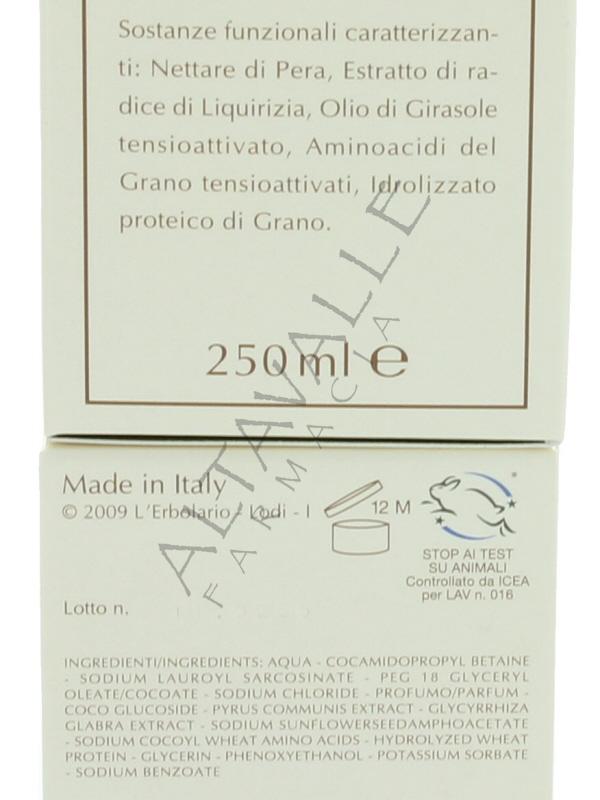 Sostanze funzionali caratterizzan-
ti: Nettare di Pera, Estratto di ra-
dice di Liquirizia, Olio di Girasole
tensioattivato, Aminoacidi del
Grano tensioattivati, Idrolizzato
proteico di Grano.
250 ml ℮
ALTAVALLE
FARMACIA
Made in Italy
© 2009 L'Erbolario - Lodi - I
12 M
STOP AI TEST
SU ANIMALI
Controllato da ICEA
per LAV n. 016
Lotto n.
INGREDIENTI/INGREDIENTS: AQUA - COCAMIDOPROPYL BETAINE
- SODIUM LAUROYL SARCOSINATE - PEG 18 GLYCERYL
OLEATE/COCOATE - SODIUM CHLORIDE - PROFUMO/PARFUM -
COCO GLUCOSIDE - PYRUS COMMUNIS EXTRACT - GLYCYRRHIZA
GLABRA EXTRACT - SODIUM SUNFLOWERSEEDAMPHOACETATE
- SODIUM COCOYL WHEAT AMINO ACIDS - HYDROLYZED WHEAT
PROTEIN - GLYCERIN - PHENOXYETHANOL - POTASSIUM SORBATE
- SODIUM BENZOATE